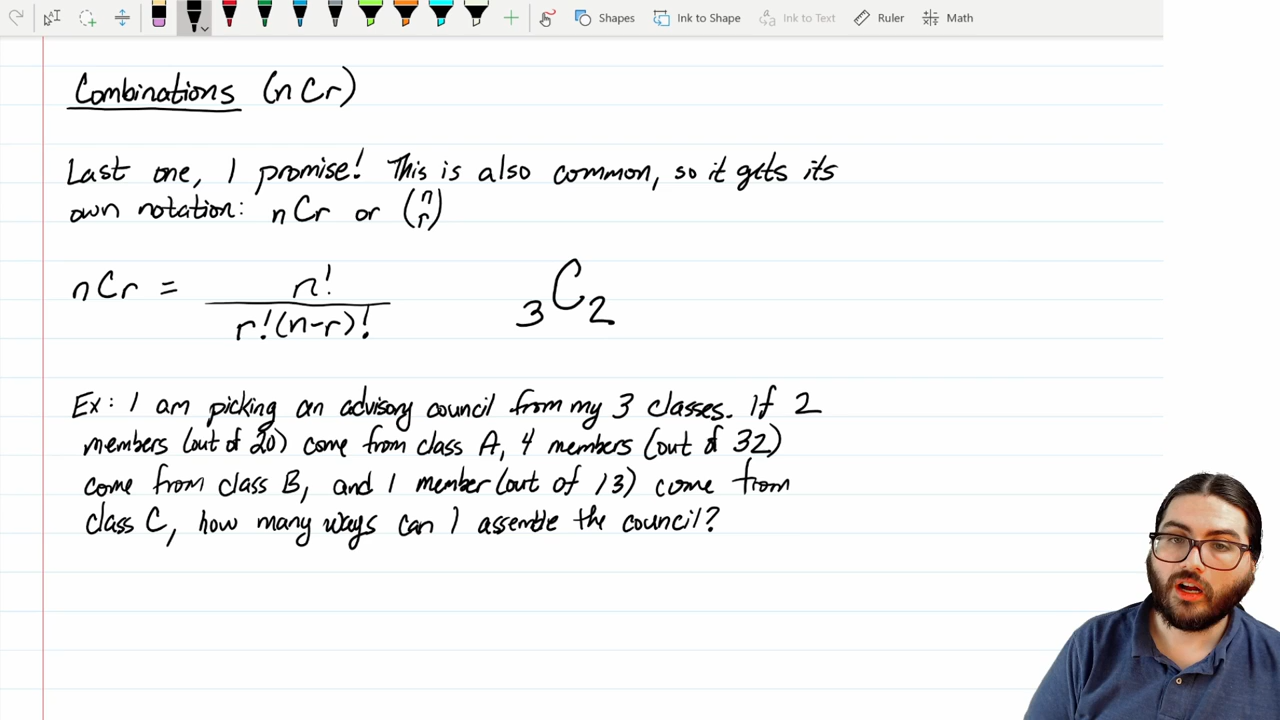 Shapes Ink to Shape Ink to Text Ruler Math
Combinations (nCr)
Last one, I promise! This is also common, so it gets its
own notation: nCr or (n r)
nCr = n! / r!(n-r)!
3C2
Ex: I am picking an advisory council from my 3 classes. If 2
members (out of 20) come from class A, 4 members (out of 32)
come from class B, and 1 member (out of 13) come from
class C, how many ways can I assemble the council?